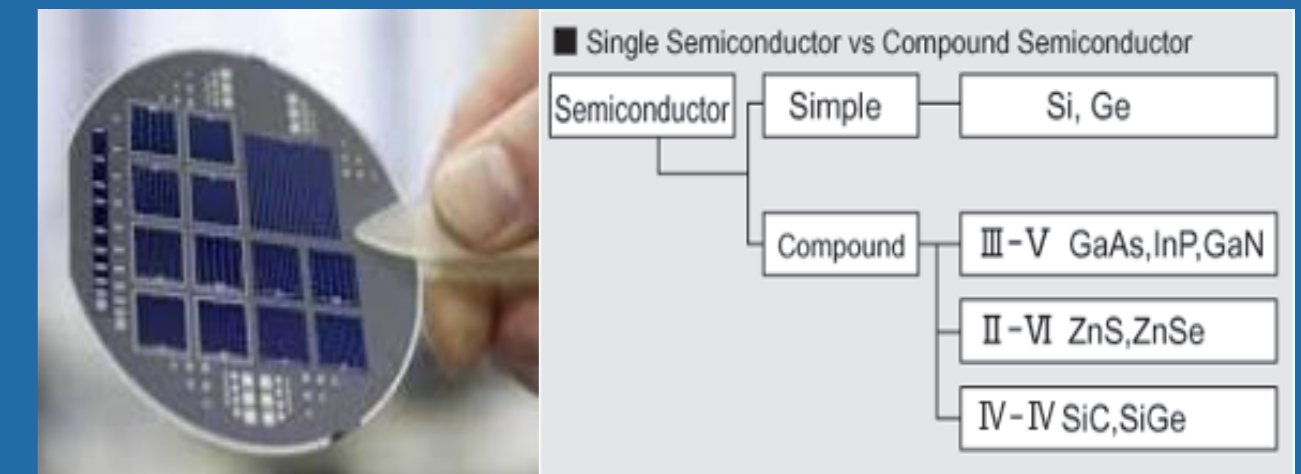 ■ Single Semiconductor vs Compound Semiconductor
Semiconductor
Simple
Si, Ge
Compound
Ⅲ-Ⅴ GaAs,InP,GaN
Ⅱ-Ⅵ ZnS,ZnSe
Ⅳ-Ⅳ SiC,SiGe